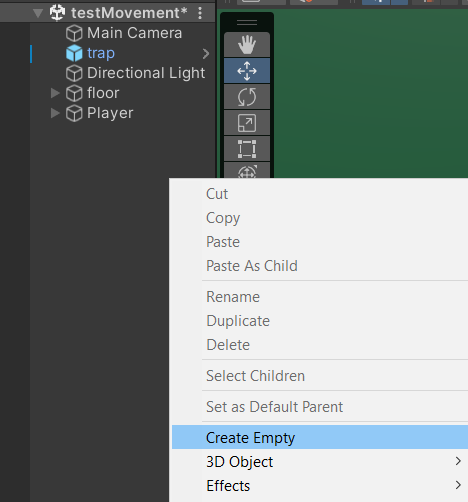 testMovement*
Main Camera
trap
Directional Light
floor
Player
Cut
Copy
Paste
Paste As Child
Rename
Duplicate
Delete
Select Children
Set as Default Parent
Create Empty
3D Object
Effects